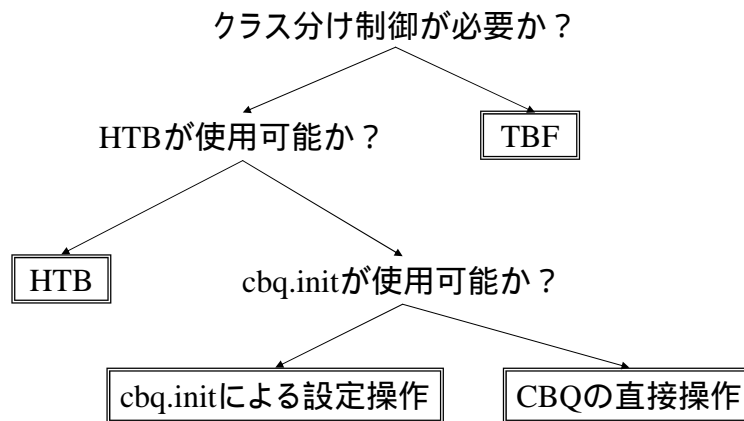 クラス分け制御が必要か？
HTBが使用可能か？
TBF
HTB
cbq.initが使用可能か？
cbq.initによる設定操作
CBQの直接操作